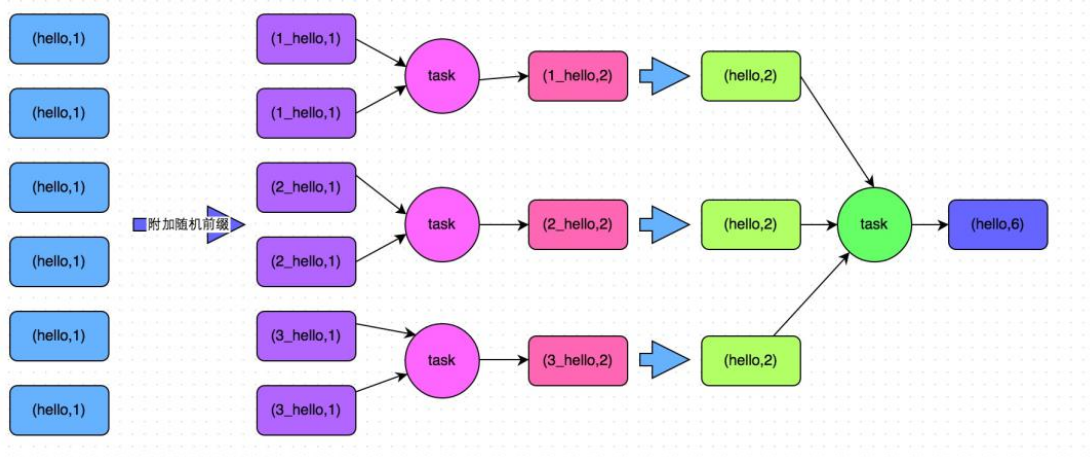 (hello,1)
(hello,1)
(hello,1)
(hello,1)
(hello,1)
(hello,1)
附加随机前缀
(1_hello,1)
(1_hello,1)
(2_hello,1)
(2_hello,1)
(3_hello,1)
(3_hello,1)
task
task
task
(1_hello,2)
(2_hello,2)
(3_hello,2)
(hello,2)
(hello,2)
(hello,2)
task
(hello,6)